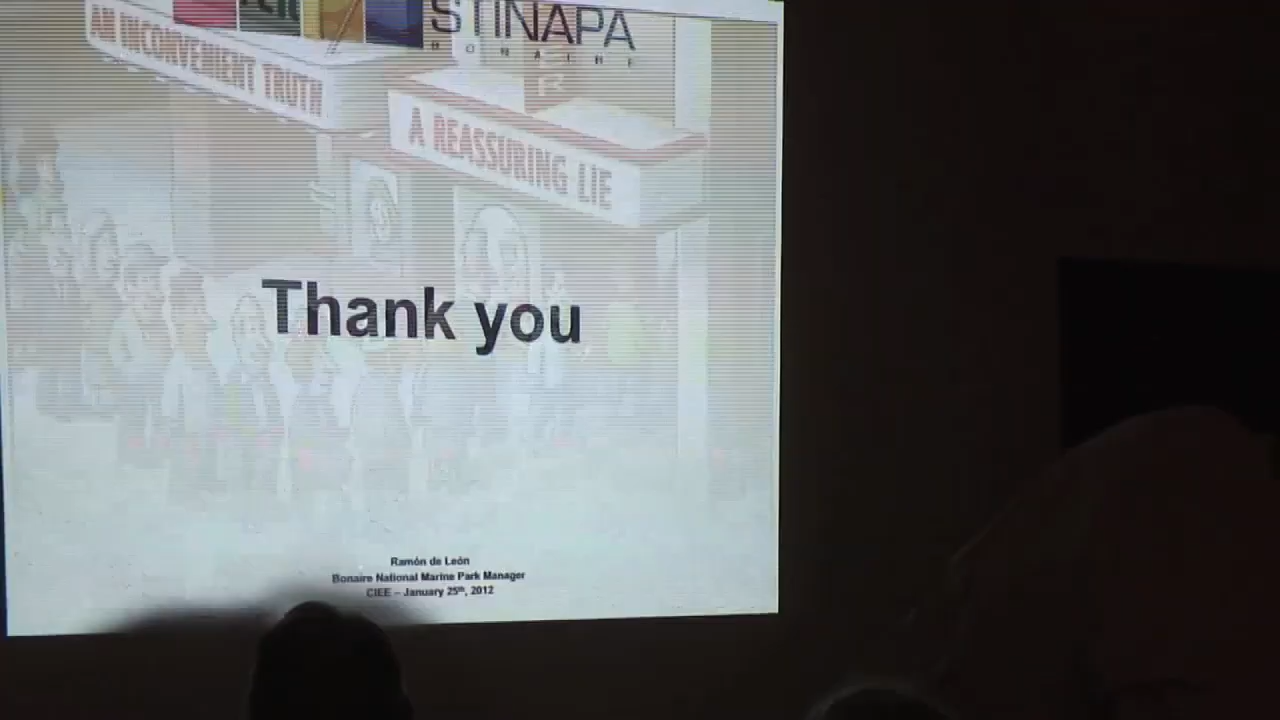 STINAPA
BONAIRE
AN INCONVENIENT TRUTH
A REASSURING LIE
Thank you
Ramón de León
Bonaire National Marine Park Manager
CIEE – January 25th, 2012